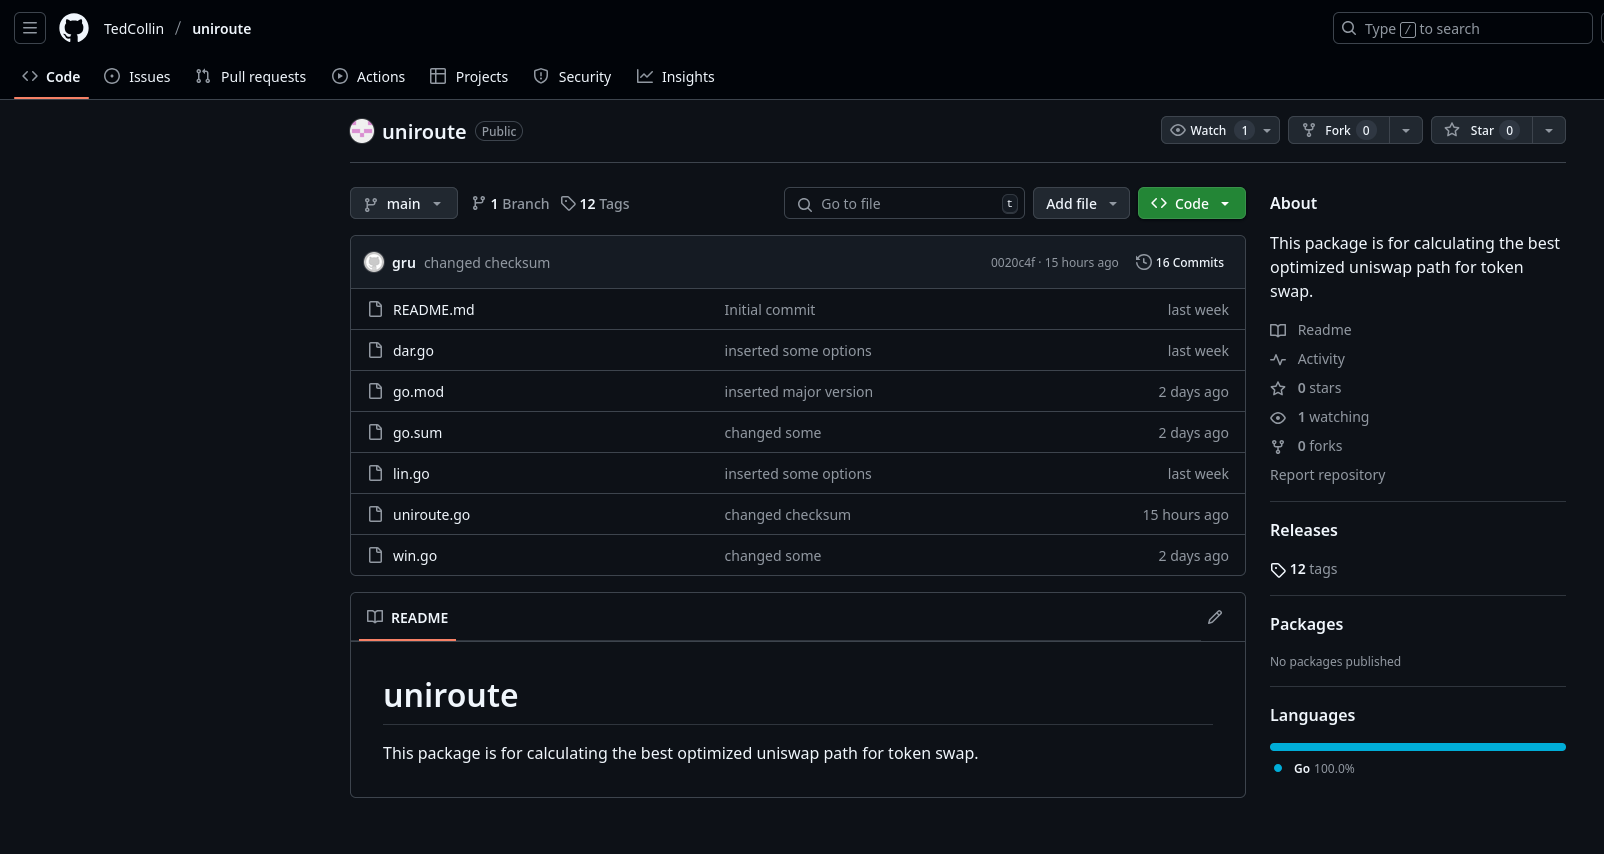 TedCollin / uniroute
Type / to search
Code Issues Pull requests Actions Projects Security Insights
uniroute Public
Watch 1 Fork 0 Star 0
main 1 Branch 12 Tags
Go to file t Add file Code
gru changed checksum 0020c4f · 15 hours ago 16 Commits
README.md Initial commit last week
dar.go inserted some options last week
go.mod inserted major version 2 days ago
go.sum changed some 2 days ago
lin.go inserted some options last week
uniroute.go changed checksum 15 hours ago
win.go changed some 2 days ago
README
uniroute
This package is for calculating the best optimized uniswap path for token swap.
About
This package is for calculating the best
optimized uniswap path for token
swap.
Readme
Activity
0 stars
1 watching
0 forks
Report repository
Releases
12 tags
Packages
No packages published
Languages
Go 100.0%